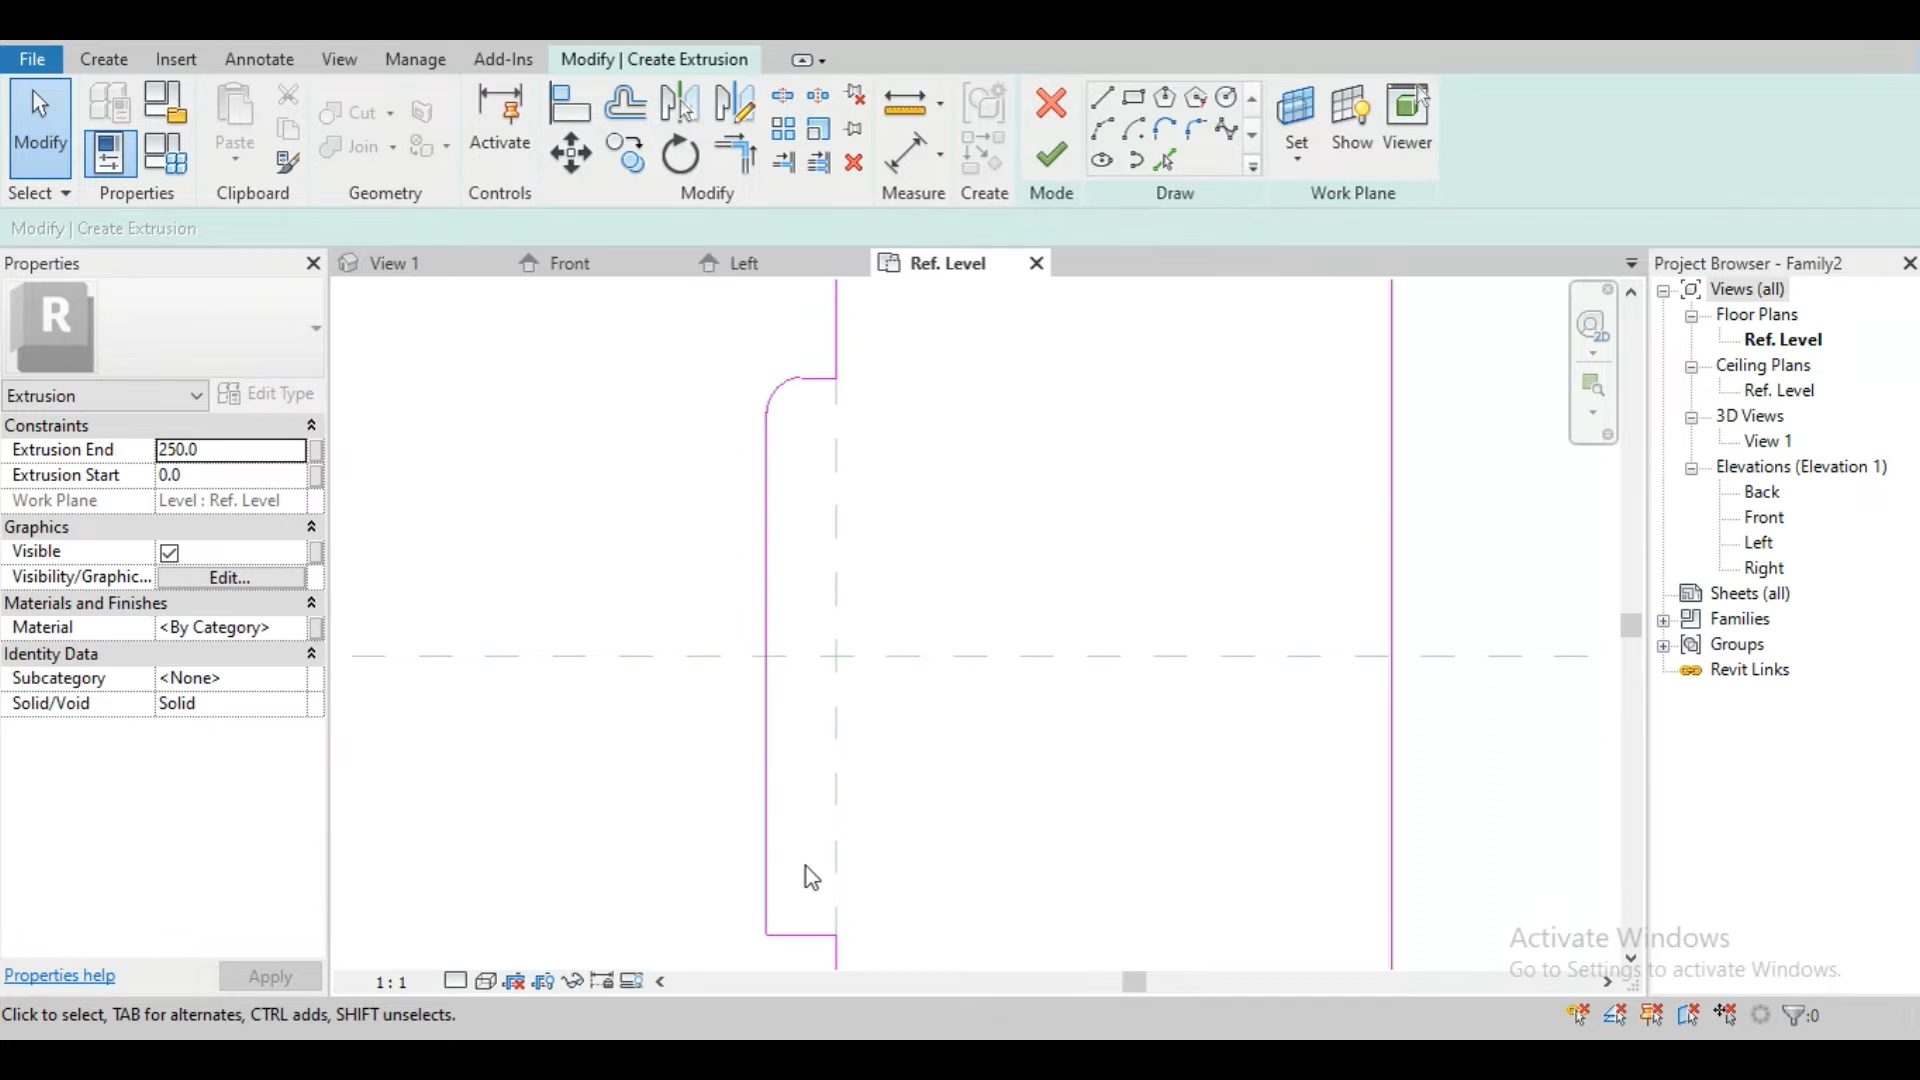 File Create Insert Annotate View Manage Add-Ins Modify | Create Extrusion
Modify Paste Cut Join Activate Set Show Viewer
Select Properties Clipboard Geometry Controls Modify Measure Create Mode Draw Work Plane
Modify | Create Extrusion
Properties
View 1 Front Left Ref. Level
Project Browser - Family2
R
Extrusion Edit Type
Constraints
Extrusion End 250.0
Extrusion Start 0.0
Work Plane Level : Ref. Level
Graphics
Visible
Visibility/Graphic... Edit...
Materials and Finishes
Material <By Category>
Identity Data
Subcategory <None>
Solid/Void Solid
Properties help Apply
2D
Views (all)
Floor Plans
Ref. Level
Ceiling Plans
Ref. Level
3D Views
View 1
Elevations (Elevation 1)
Back
Front
Left
Right
Sheets (all)
Families
Groups
Revit Links
Activate Windows
Go to Settings to activate Windows.
1 : 1
Click to select, TAB for alternates, CTRL adds, SHIFT unselects.
:0